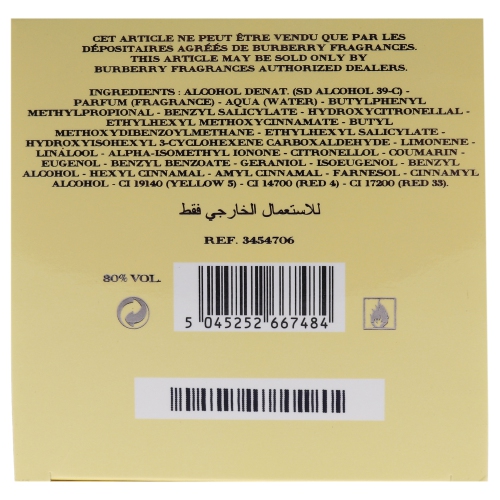 CET ARTICLE NE PEUT ÊTRE VENDU QUE PAR LES
DÉPOSITAIRES AGRÉÉS DE BURBERRY FRAGRANCES.
THIS ARTICLE MAY BE SOLD ONLY BY
BURBERRY FRAGRANCES AUTHORIZED DEALERS.
INGREDIENTS : ALCOHOL DENAT. (SD ALCOHOL 39-C) -
PARFUM (FRAGRANCE) - AQUA (WATER) - BUTYLPHENYL
METHYLPROPIONAL - BENZYL SALICYLATE - HYDROXYCITRONELLAL -
ETHYLHEXYL METHOXYCINNAMATE - BUTYL
METHOXYDIBENZOYLMETHANE - ETHYLHEXYL SALICYLATE -
HYDROXYISOHEXYL 3-CYCLOHEXENE CARBOXALDEHYDE - LIMONENE -
LINALOOL - ALPHA-ISOMETHYL IONONE - CITRONELLOL - COUMARIN -
EUGENOL - BENZYL BENZOATE - GERANIOL - ISOEUGENOL - BENZYL
ALCOHOL - HEXYL CINNAMAL - AMYL CINNAMAL - FARNESOL - CINNAMYL
ALCOHOL - CI 19140 (YELLOW 5) - CI 14700 (RED 4) - CI 17200 (RED 33).
للاستعمال الخارجي فقط
REF. 3454706
80% VOL.
5 045252 667484